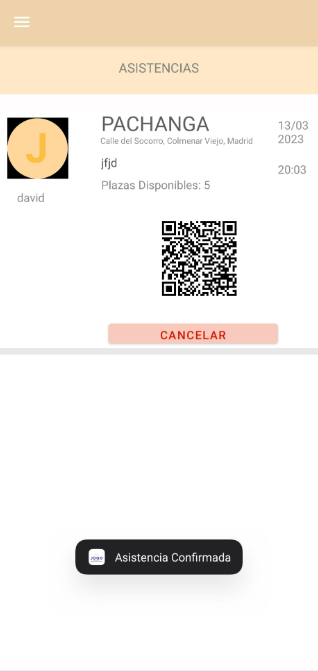 ASISTENCIAS
J
david
PACHANGA
Calle del Socorro, Colmenar Viejo, Madrid
jfjd
Plazas Disponibles: 5
13/03
2023
20:03
CANCELAR
Asistencia Confirmada